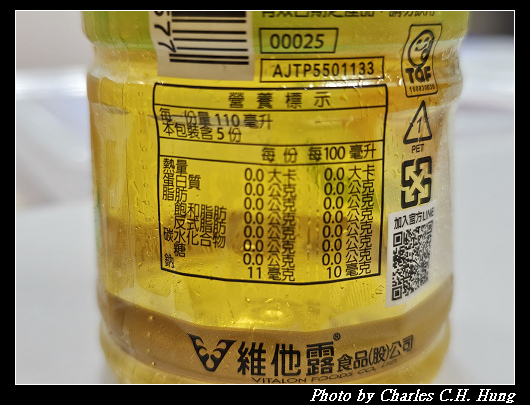 00025
AJTP5501133
TQF
營養標示
每一份量 110 毫升
本包裝含 5 份
每份 每100毫升
熱量 0.0 大卡 0.0 大卡
蛋白質 0.0 公克 0.0 公克
脂肪 0.0 公克 0.0 公克
飽和脂肪 0.0 公克 0.0 公克
反式脂肪 0.0 公克 0.0 公克
碳水化合物 0.0 公克 0.0 公克
糖 0.0 公克 0.0 公克
鈉 11 毫克 10 毫克
1
PET
加入官方LINE
維他露®食品(股)公司
VITALON FOODS CO., LTD.
Photo by Charles C.H. Hung